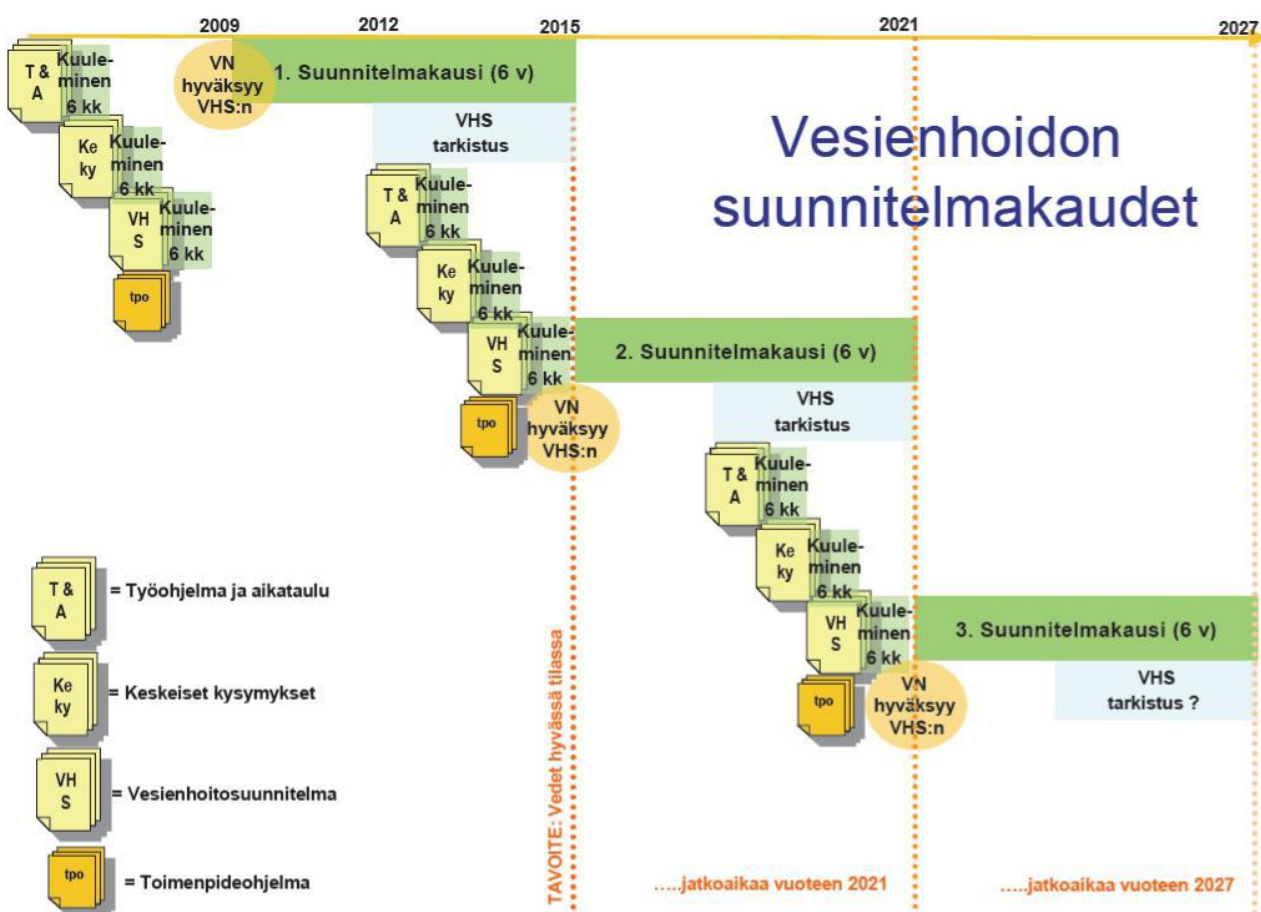 2009
2012
2015
2021
2027
T &
A
Kuule-
minen
6 kk
Ke
ky
Kuule-
minen
6 kk
VH
S
Kuule-
minen
6 kk
tpo
VN
hyväksyy
VHS:n
1. Suunnitelmakausi (6 v)
VHS
tarkistus
Vesienhoidon
suunnitelmakaudet
T &
A
Kuule-
minen
6 kk
Ke
ky
Kuule-
minen
6 kk
VH
S
Kuule-
minen
6 kk
tpo
VN
hyväksyy
VHS:n
2. Suunnitelmakausi (6 v)
VHS
tarkistus
T &
A
Kuule-
minen
6 kk
Ke
ky
Kuule-
minen
6 kk
VH
S
Kuule-
minen
6 kk
tpo
VN
hyväksyy
VHS:n
3. Suunnitelmakausi (6 v)
VHS
tarkistus ?
T &
A
= Työohjelma ja aikataulu
Ke
ky
= Keskeiset kysymykset
VH
S
= Vesienhoitosuunnitelma
tpo
= Toimenpideohjelma
TAVOITE: Vedet hyvässä tilassa
.....jatkoaikaa vuoteen 2021
.....jatkoaikaa vuoteen 2027